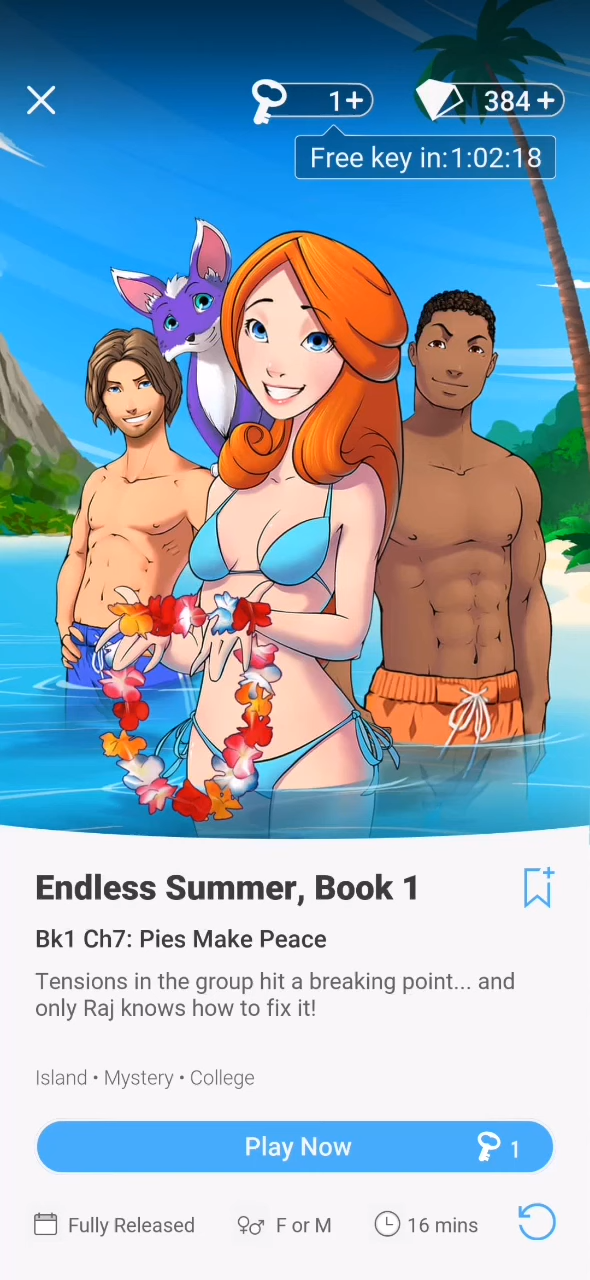 1+
384+
Free key in:1:02:18
Endless Summer, Book 1
Bk1 Ch7: Pies Make Peace
Tensions in the group hit a breaking point... and
only Raj knows how to fix it!
Island • Mystery • College
Play Now 1
Fully Released F or M 16 mins